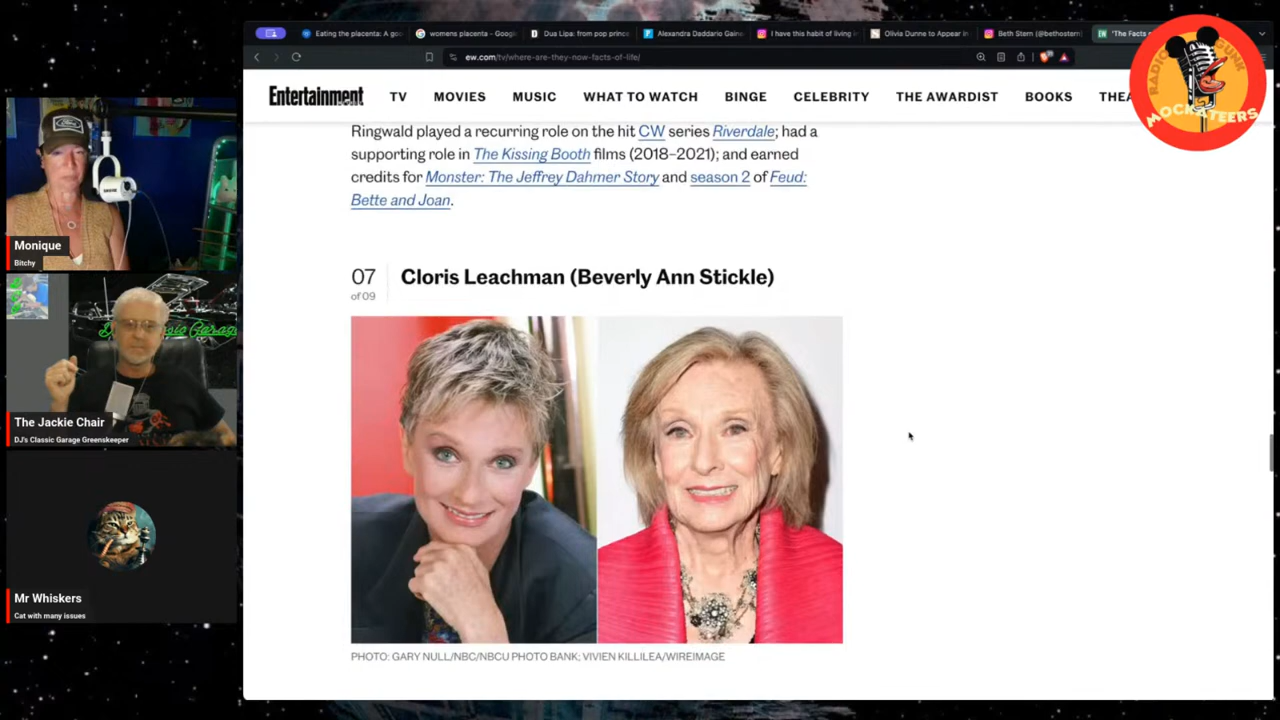 Eating the placenta: A goo
womens placenta - Google
Dua Lipa: from pop prince
Alexandra Daddario Gains
I have this habit of living in
Olivia Dunne to Appear in
Beth Stern (@bethostern
EW
'The Facts o
ew.com/tv/where-are-they-now-facts-of-life/
Entertainment
TV
MOVIES
MUSIC
WHAT TO WATCH
BINGE
CELEBRITY
THE AWARDIST
BOOKS
THEA
RADIO
GUNK
MOCKATEERS
Ringwald played a recurring role on the hit CW series Riverdale; had a
supporting role in The Kissing Booth films (2018–2021); and earned
credits for Monster: The Jeffrey Dahmer Story and season 2 of Feud:
Bette and Joan.
07
of 09
Cloris Leachman (Beverly Ann Stickle)
PHOTO: GARY NULL/NBC/NBCU PHOTO BANK; VIVIEN KILLILEA/WIREIMAGE
Monique
Bitchy
The Jackie Chair
DJ's Classic Garage Greenskeeper
Mr Whiskers
Cat with many issues